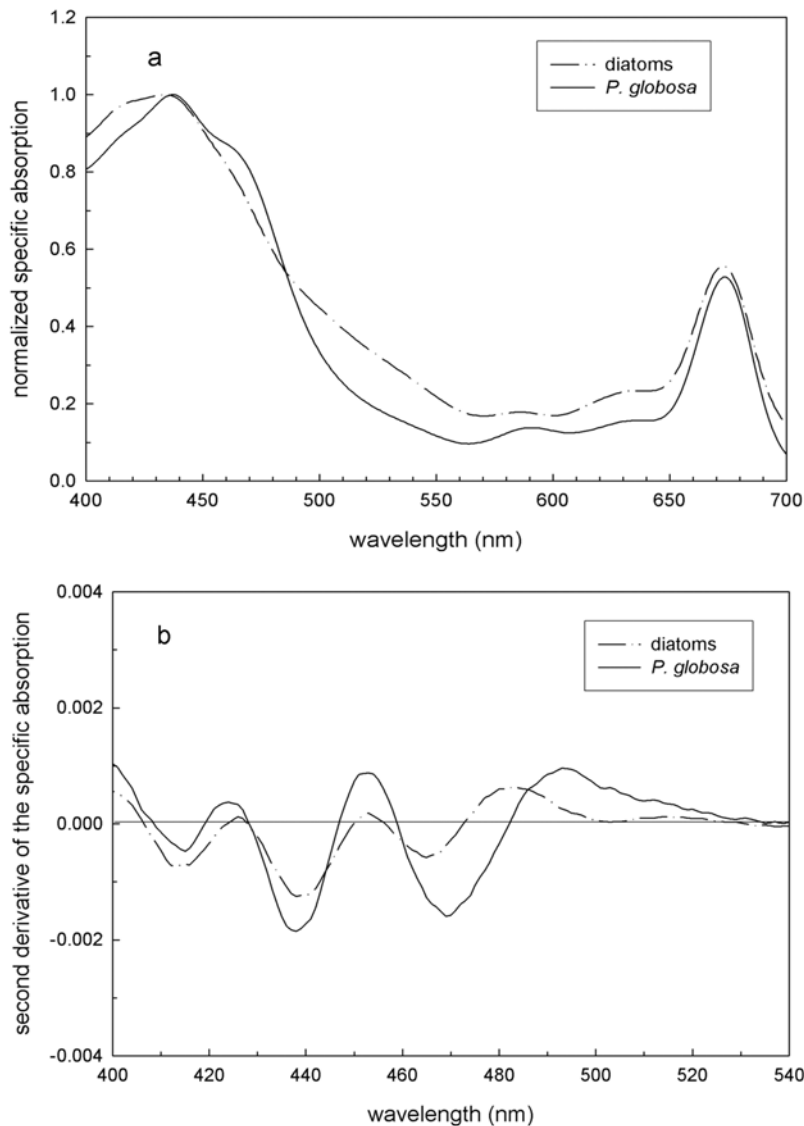 1.2
1.0
0.8
0.6
0.4
0.2
0.0
normalized specific absorption
a
diatoms
P. globosa
400 450 500 550 600 650 700
wavelength (nm)
0.004
0.002
0.000
-0.002
-0.004
second derivative of the specific absorption
b
diatoms
P. globosa
400 420 440 460 480 500 520 540
wavelength (nm)